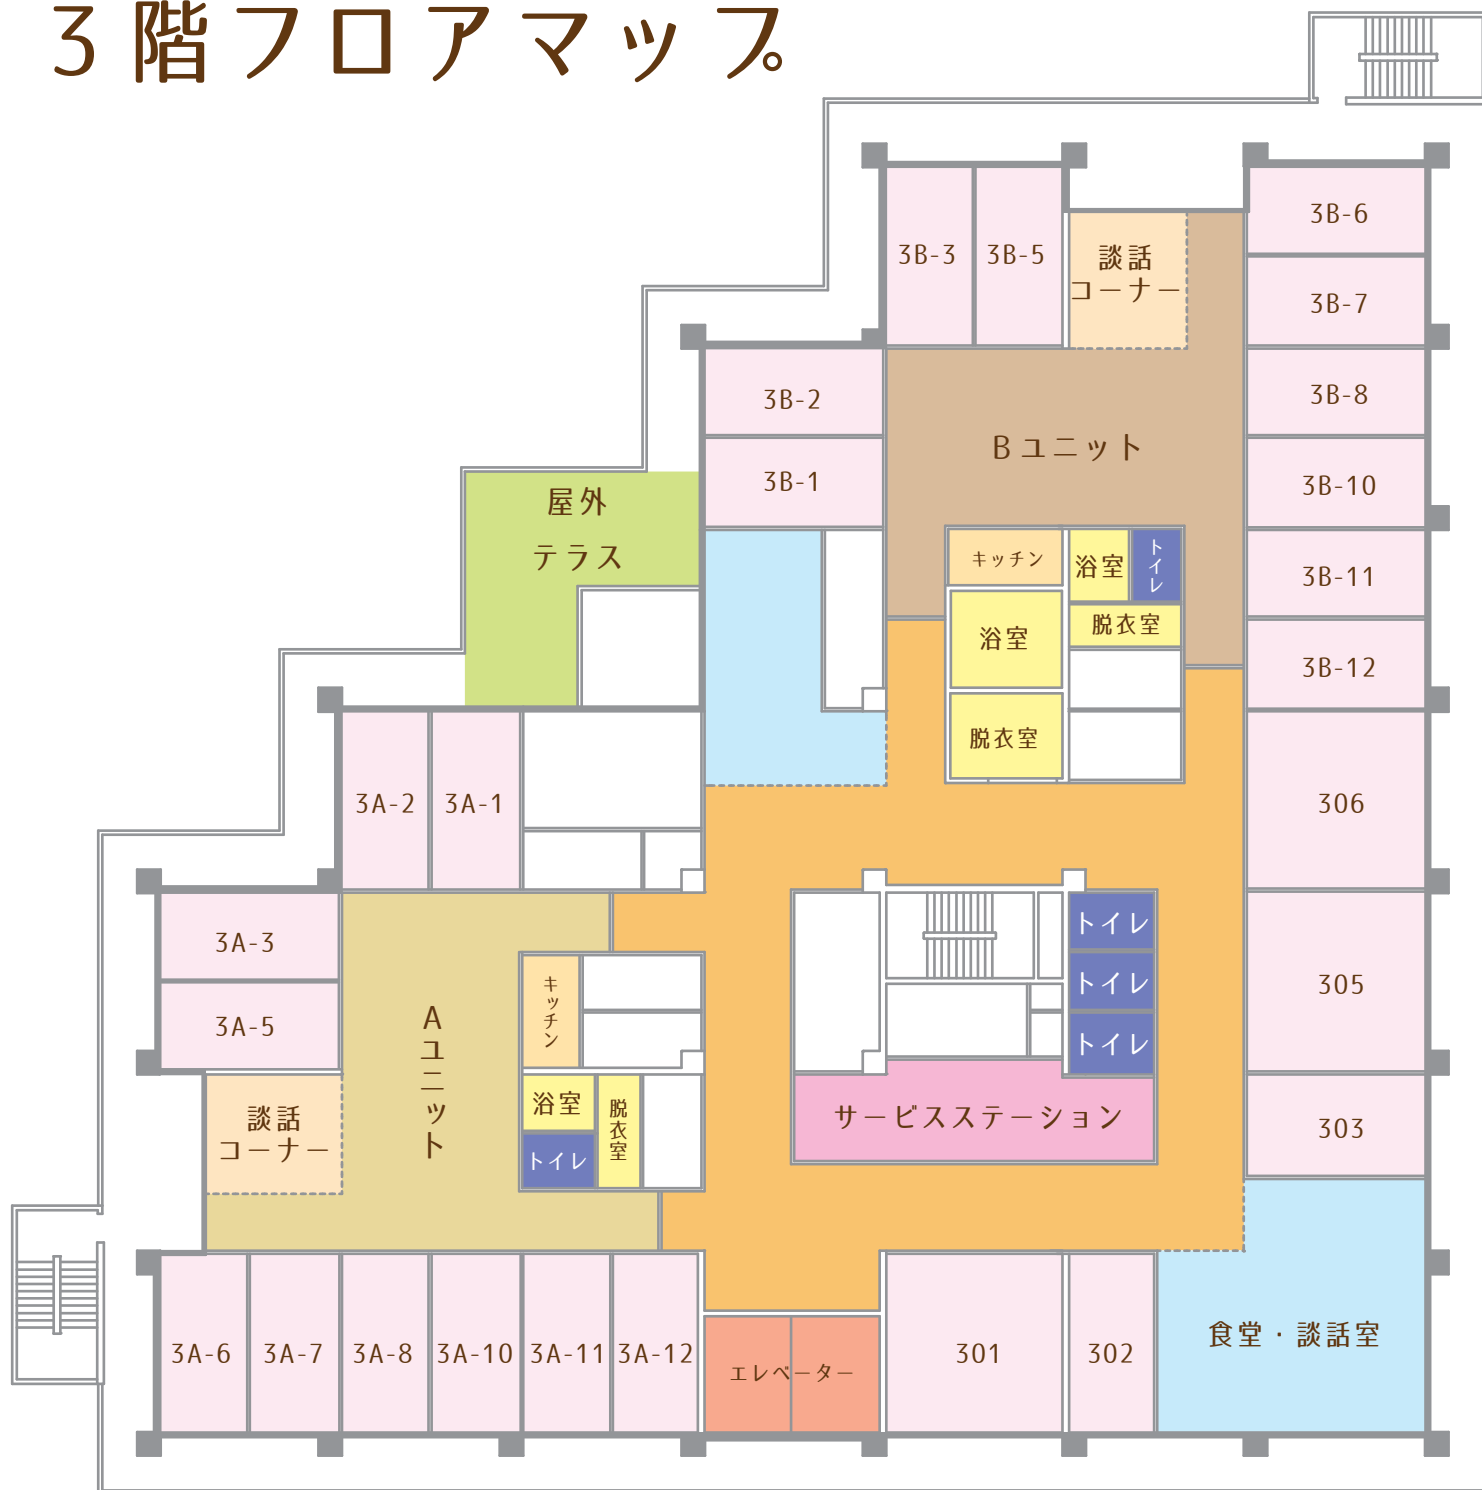 3階フロアマップ
3B-3
3B-5
談話
コーナー
3B-6
3B-7
3B-8
3B-10
3B-11
3B-12
3B-2
3B-1
Bユニット
屋外
テラス
キッチン
浴室
トイレ
脱衣室
浴室
脱衣室
3A-2
3A-1
306
305
303
3A-3
3A-5
Aユニット
キッチン
浴室
脱衣室
トイレ
談話
コーナー
トイレ
トイレ
トイレ
サービスステーション
3A-6
3A-7
3A-8
3A-10
3A-11
3A-12
エレベーター
301
302
食堂・談話室